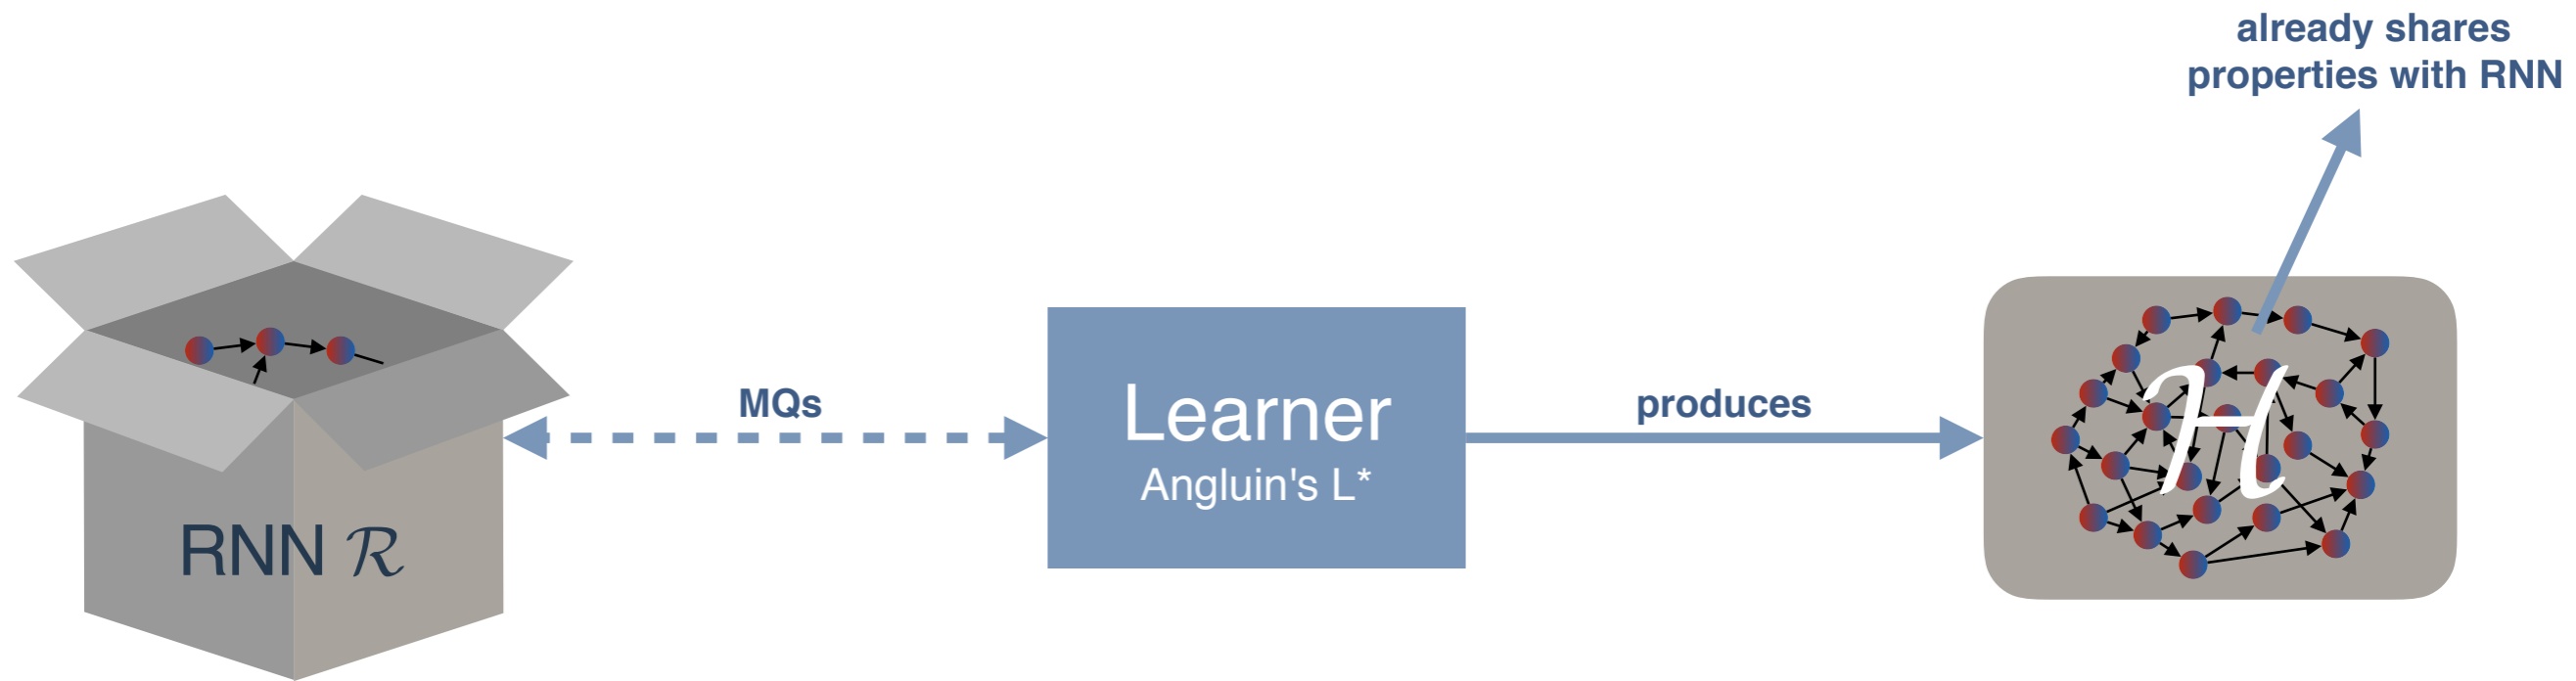 already shares
properties with RNN
RNN ℛ
MQs
Learner
Angluin's L*
produces
ℋ